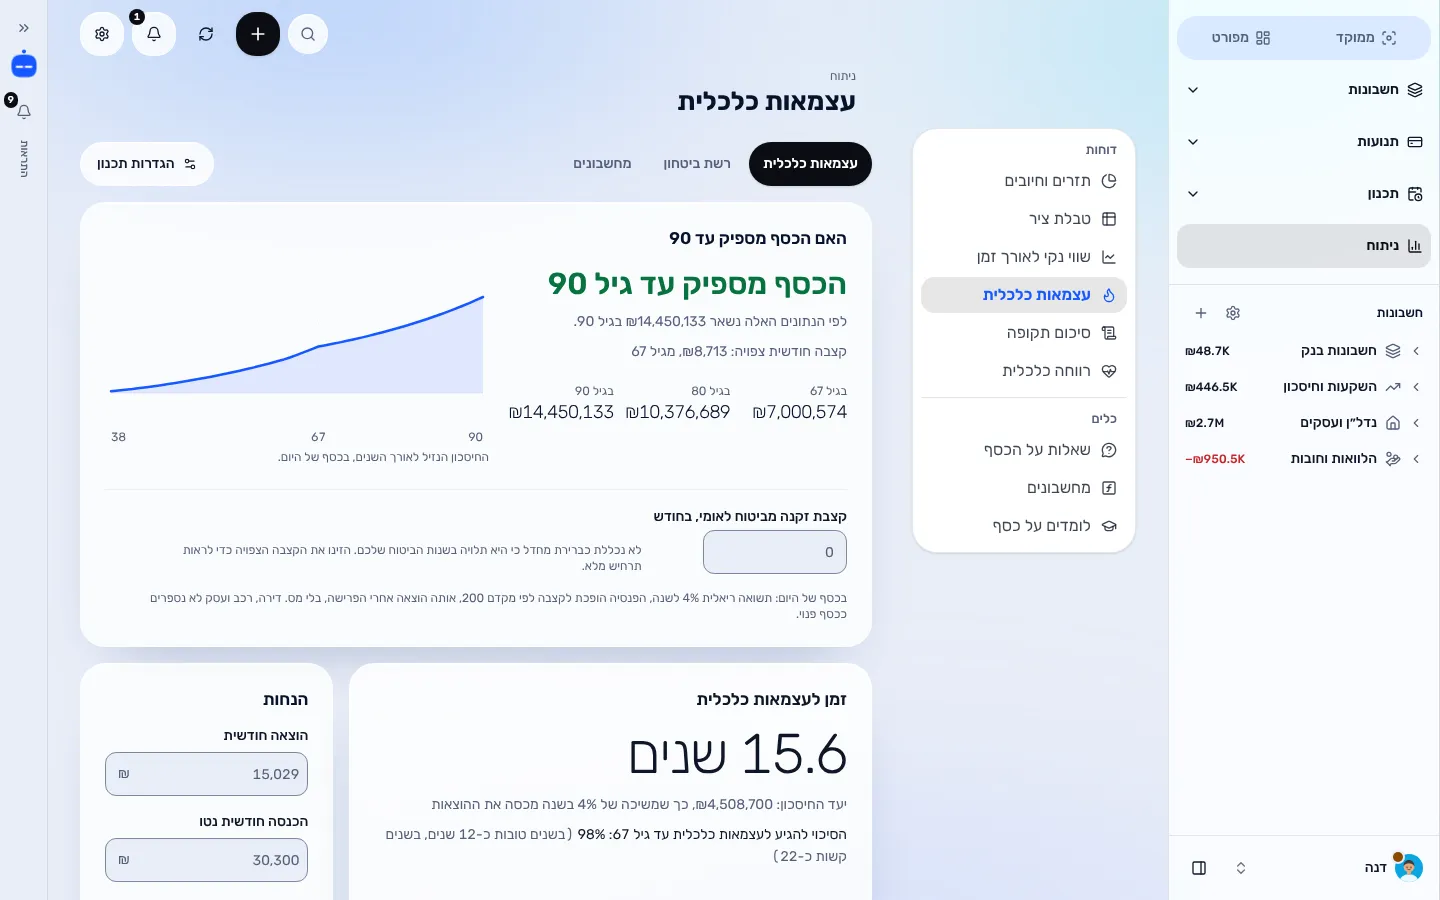 ממוקד
מפורט
חשבונות
תנועות
תכנון
ניתוח
חשבונות
חשבונות בנק
₪48.7K
השקעות וחיסכון
₪446.5K
נדל״ן ועסקים
₪2.7M
הלוואות וחובות
−₪950.5K
דנה
1
9
התראות
ניתוח
עצמאות כלכלית
דוחות
תזרים וחיובים
טבלת ציר
שווי נקי לאורך זמן
עצמאות כלכלית
סיכום תקופה
רווחה כלכלית
כלים
שאלות על הכסף
מחשבונים
לומדים על כסף
עצמאות כלכלית
רשת ביטחון
מחשבונים
הגדרות תכנון
האם הכסף מספיק עד 90
הכסף מספיק עד גיל 90
לפי הנתונים האלה נשאר ₪14,450,133 בגיל 90.
קצבה חודשית צפויה: ₪8,713, מגיל 67
בגיל 67
₪7,000,574
בגיל 80
₪10,376,689
בגיל 90
₪14,450,133
38
67
90
החיסכון הנזיל לאורך השנים, בכסף של היום.
קצבת זקנה מביטוח לאומי, בחודש
0
לא נכללת כברירת מחדל כי היא תלויה בשנות הביטוח שלכם. הזינו את הקצבה הצפויה כדי לראות
תרחיש מלא.
בכסף של היום: תשואה ריאלית 4% לשנה, הפנסיה הופכת לקצבה לפי מקדם 200, אותה הוצאה אחרי הפרישה, בלי מס. דירה, רכב ועסק לא נספרים
ככסף פנוי.
זמן לעצמאות כלכלית
15.6 שנים
יעד החיסכון: ₪4,508,700, כך שמשיכה של 4% בשנה מכסה את ההוצאות
הסיכוי להגיע לעצמאות כלכלית עד גיל 67: 98% (בשנים טובות כ-12 שנים, בשנים
קשות כ-22)
הנחות
הוצאה חודשית
15,029 ₪
הכנסה חודשית נטו
30,300 ₪